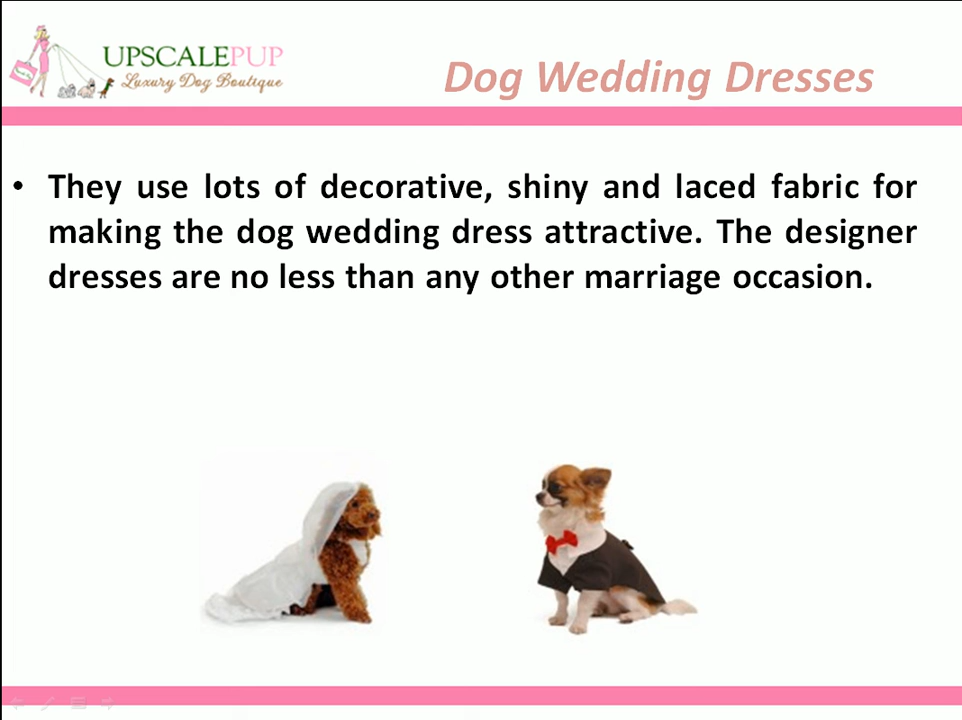 UPSCALEPUP
Luxury Dog Boutique
Dog Wedding Dresses
• They use lots of decorative, shiny and laced fabric for
making the dog wedding dress attractive. The designer
dresses are no less than any other marriage occasion.